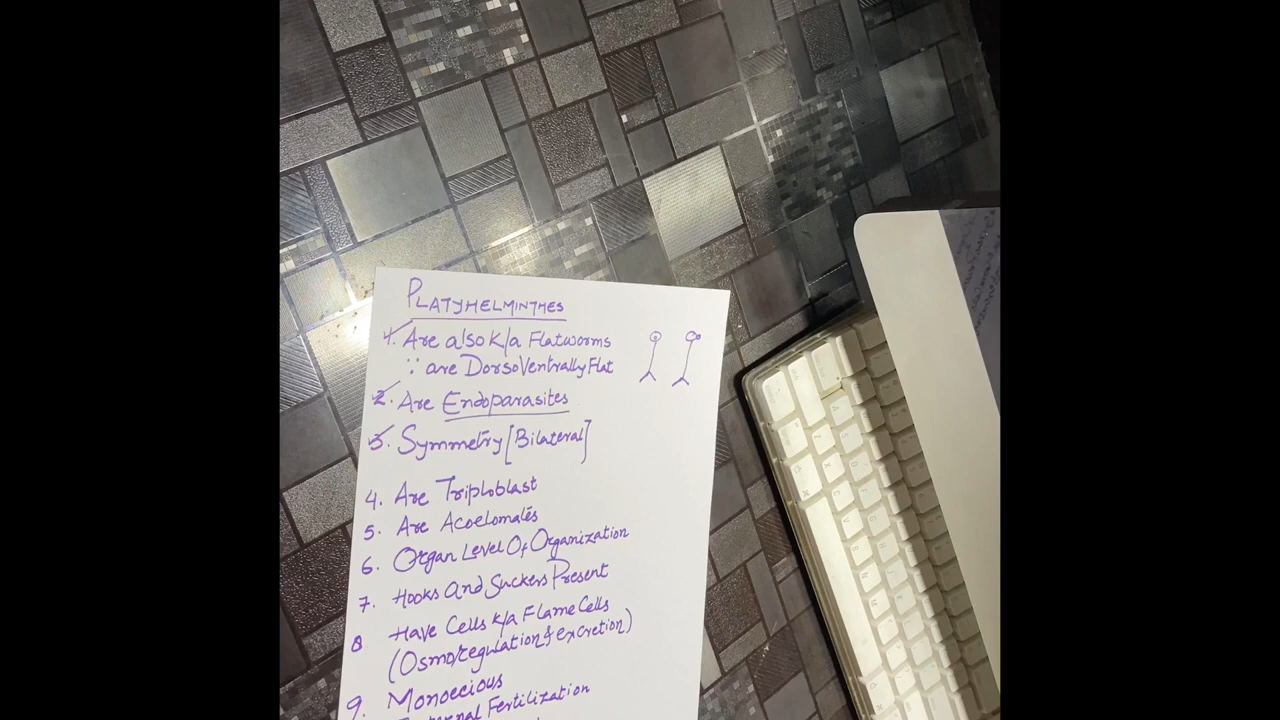 PLATYHELMINTHES
1. Are also k/a Flatworms
∵ are DorsoVentrally Flat
2. Are Endoparasites
3. Symmetry [Bilateral]
4. Are Triploblast
5. Are Acoelomates
6. Organ Level Of Organization
7. Hooks And Suckers Present
8 Have Cells k/a Flame Cells
(Osmoregulation & excretion)
9. Monoecious
Fertilization